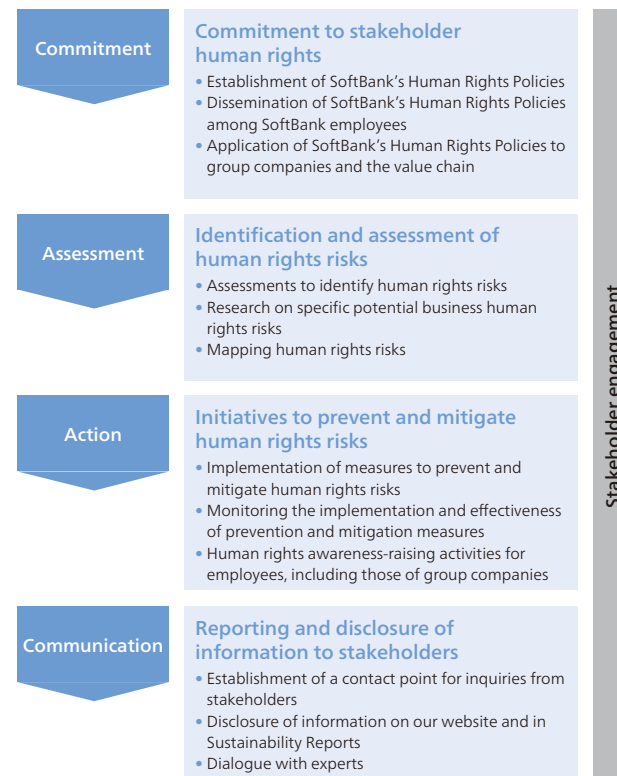 Commitment
Commitment to stakeholder
human rights
• Establishment of SoftBank's Human Rights Policies
• Dissemination of SoftBank's Human Rights Policies
among SoftBank employees
• Application of SoftBank's Human Rights Policies to
group companies and the value chain
Assessment
Identification and assessment of
human rights risks
• Assessments to identify human rights risks
• Research on specific potential business human
rights risks
• Mapping human rights risks
Action
Initiatives to prevent and mitigate
human rights risks
• Implementation of measures to prevent and
mitigate human rights risks
• Monitoring the implementation and effectiveness
of prevention and mitigation measures
• Human rights awareness-raising activities for
employees, including those of group companies
Communication
Reporting and disclosure of
information to stakeholders
• Establishment of a contact point for inquiries from
stakeholders
• Disclosure of information on our website and in
Sustainability Reports
• Dialogue with experts
Stakeholder engagement